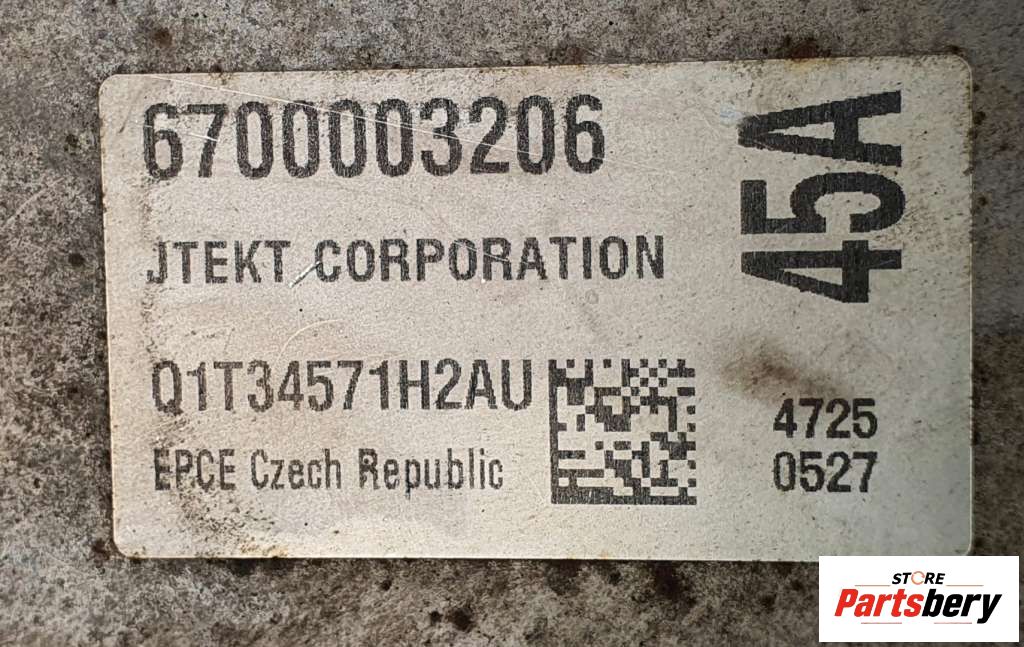 6700003206
45A
JTEKT CORPORATION
Q1T34571H2AU
EPCE Czech Republic
4725
0527
STORE
Partsbery